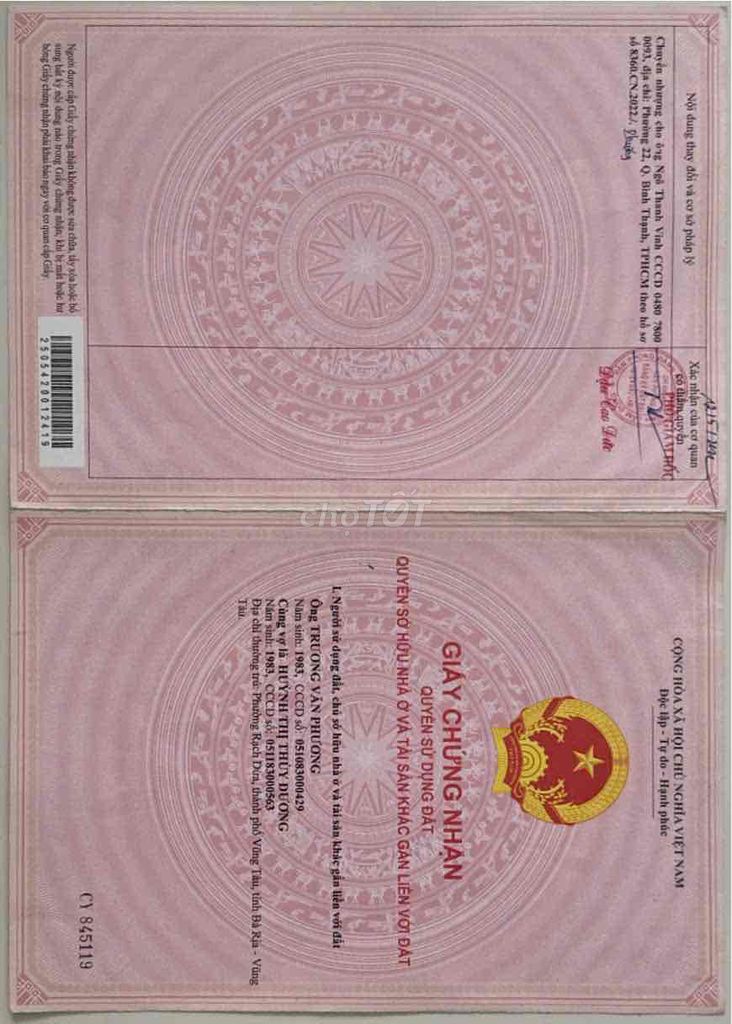 Nội dung thay đổi và cơ sở pháp lý
Xác nhận của cơ quan
có thẩm quyền
Chuyển nhượng cho ông Ngô Thanh Vinh CCCD 0480 7800
0093, địa chỉ: Phường 22, Q. Bình Thạnh, TPHCM theo hồ sơ
số 8360.CN.2022./.
PHÓ GIÁM ĐỐC
Người được cấp Giấy chứng nhận không được sửa chữa, tẩy xóa hoặc bổ
sung bất kỳ nội dung nào trong Giấy chứng nhận; khi bị mất hoặc hư
hỏng Giấy chứng nhận phải khai báo ngay với cơ quan cấp Giấy.
2505420012419
chợTỐT
CỘNG HÒA XÃ HỘI CHỦ NGHĨA VIỆT NAM
Độc lập - Tự do - Hạnh phúc
GIẤY CHỨNG NHẬN
QUYỀN SỬ DỤNG ĐẤT
QUYỀN SỞ HỮU NHÀ Ở VÀ TÀI SẢN KHÁC GẮN LIỀN VỚI ĐẤT
I. Người sử dụng đất, chủ sở hữu nhà ở và tài sản khác gắn liền với đất
Ông TRƯƠNG VĂN PHƯƠNG
Năm sinh: 1983, CCCD số: 051083000429
Cùng vợ là HUỲNH THỊ THÙY DƯƠNG
Năm sinh: 1983, CCCD số: 051183000563
Địa chỉ thường trú: Phường Rạch Dừa, thành phố Vũng Tàu, tỉnh Bà Rịa - Vũng
Tàu.
CY 845119